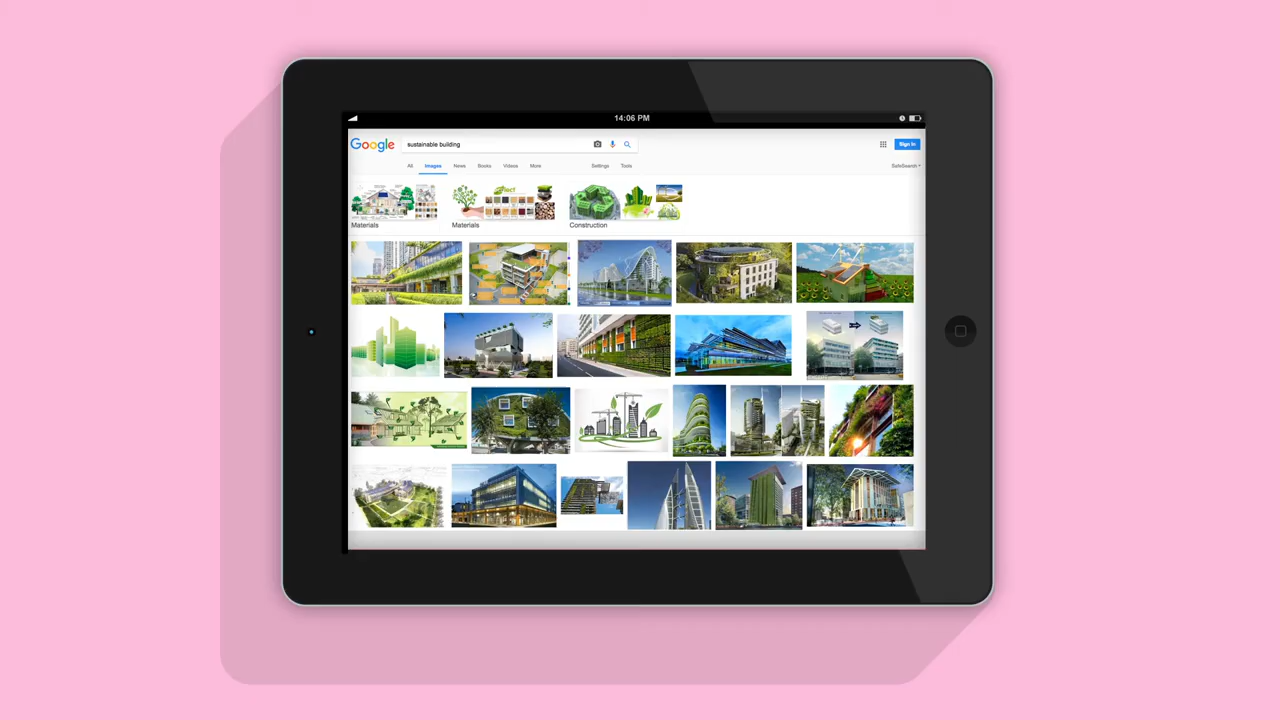 14:06 PM
Google
sustainable building
Sign in
All Images News Books Videos More Settings Tools SafeSearch
Materials Materials Construction